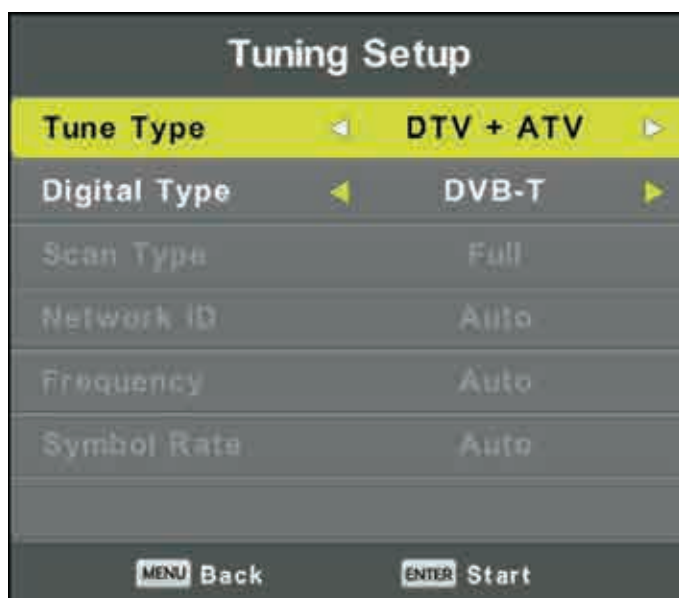 Tuning Setup
Tune Type DTV + ATV
Digital Type DVB-T
Scan Type Full
Network ID Auto
Frequency Auto
Symbol Rate Auto
MENU Back ENTER Start